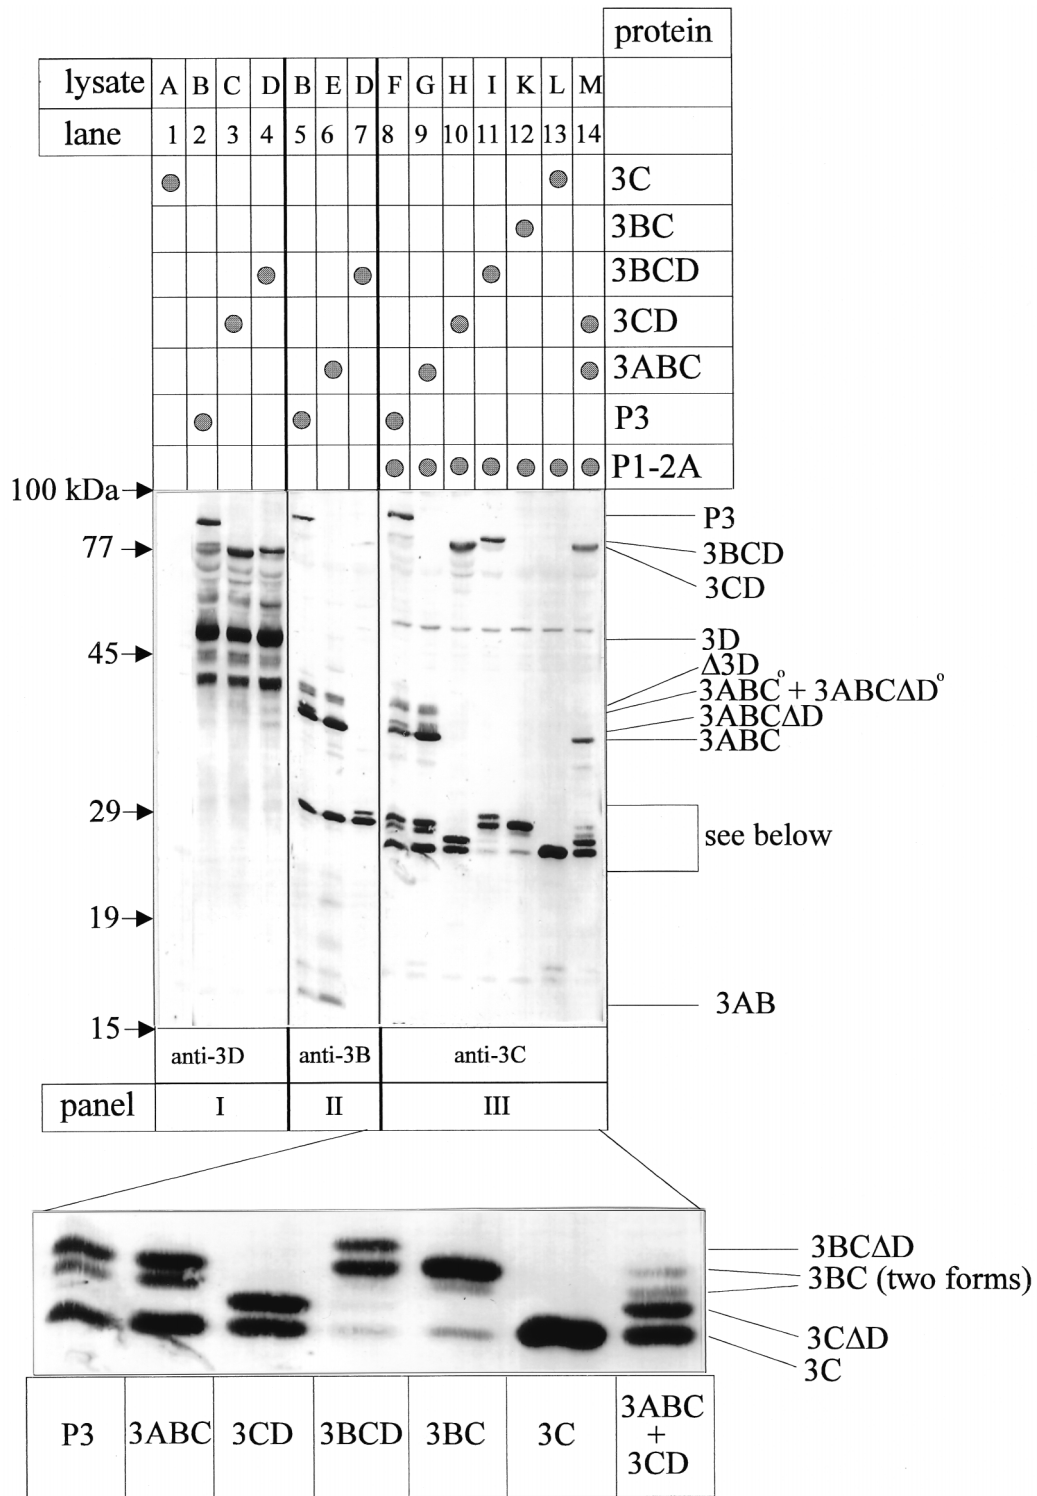 protein
lysate A B C D B E D F G H I K L M
lane 1 2 3 4 5 6 7 8 9 10 11 12 13 14
3C
3BC
3BCD
3CD
3ABC
P3
P1-2A
100 kDa
77
45
29
19
15
P3
3BCD
3CD
3D
Δ3D
3ABC° + 3ABCΔD°
3ABCΔD
3ABC
see below
3AB
anti-3D anti-3B anti-3C
panel I II III
3BCΔD
3BC (two forms)
3CΔD
3C
P3 3ABC 3CD 3BCD 3BC 3C 3ABC
+
3CD